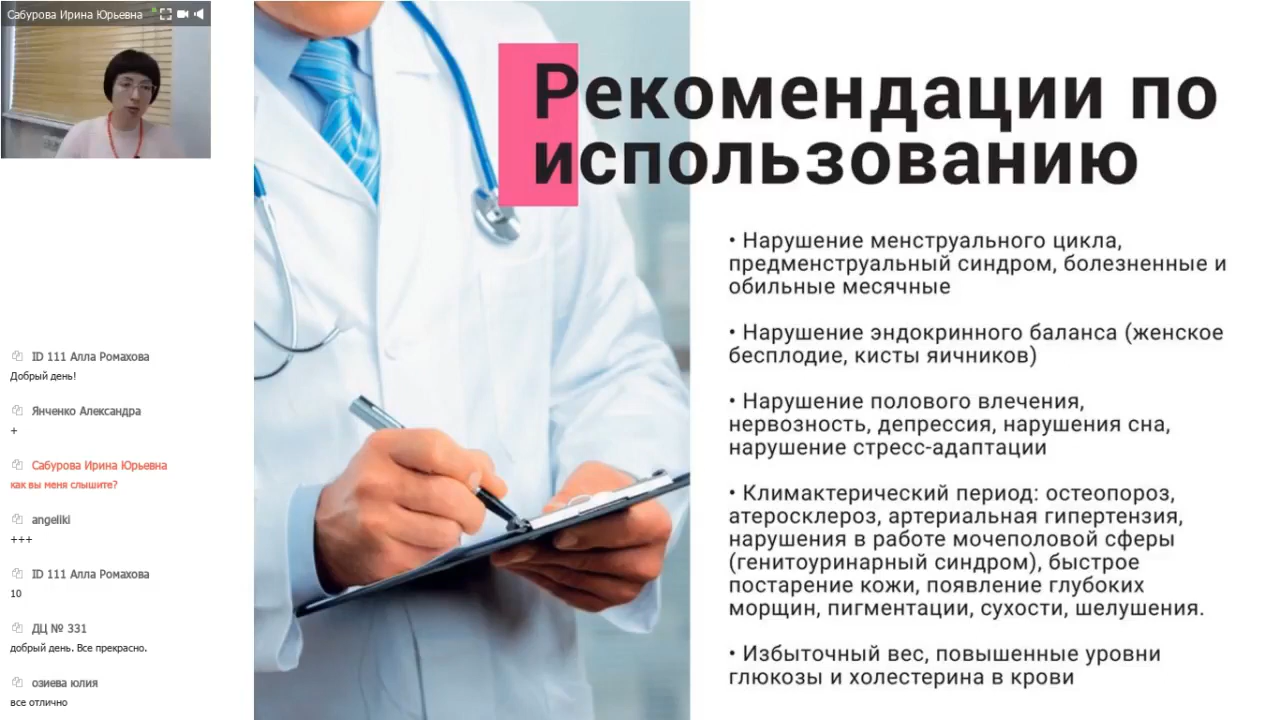 Сабурова Ирина Юрьевна
Рекомендации по
использованию
• Нарушение менструального цикла,
предменструальный синдром, болезненные и
обильные месячные
• Нарушение эндокринного баланса (женское
бесплодие, кисты яичников)
• Нарушение полового влечения,
нервозность, депрессия, нарушения сна,
нарушение стресс-адаптации
• Климактерический период: остеопороз,
атеросклероз, артериальная гипертензия,
нарушения в работе мочеполовой сферы
(генитоуринарный синдром), быстрое
постарение кожи, появление глубоких
морщин, пигментации, сухости, шелушения.
• Избыточный вес, повышенные уровни
глюкозы и холестерина в крови
ID 111 Алла Ромахова
Добрый день!
Янченко Александра
+
Сабурова Ирина Юрьевна
как вы меня слышите?
angeliki
+++
ID 111 Алла Ромахова
10
ДЦ № 331
добрый день. Все прекрасно.
озиева юлия
все отлично